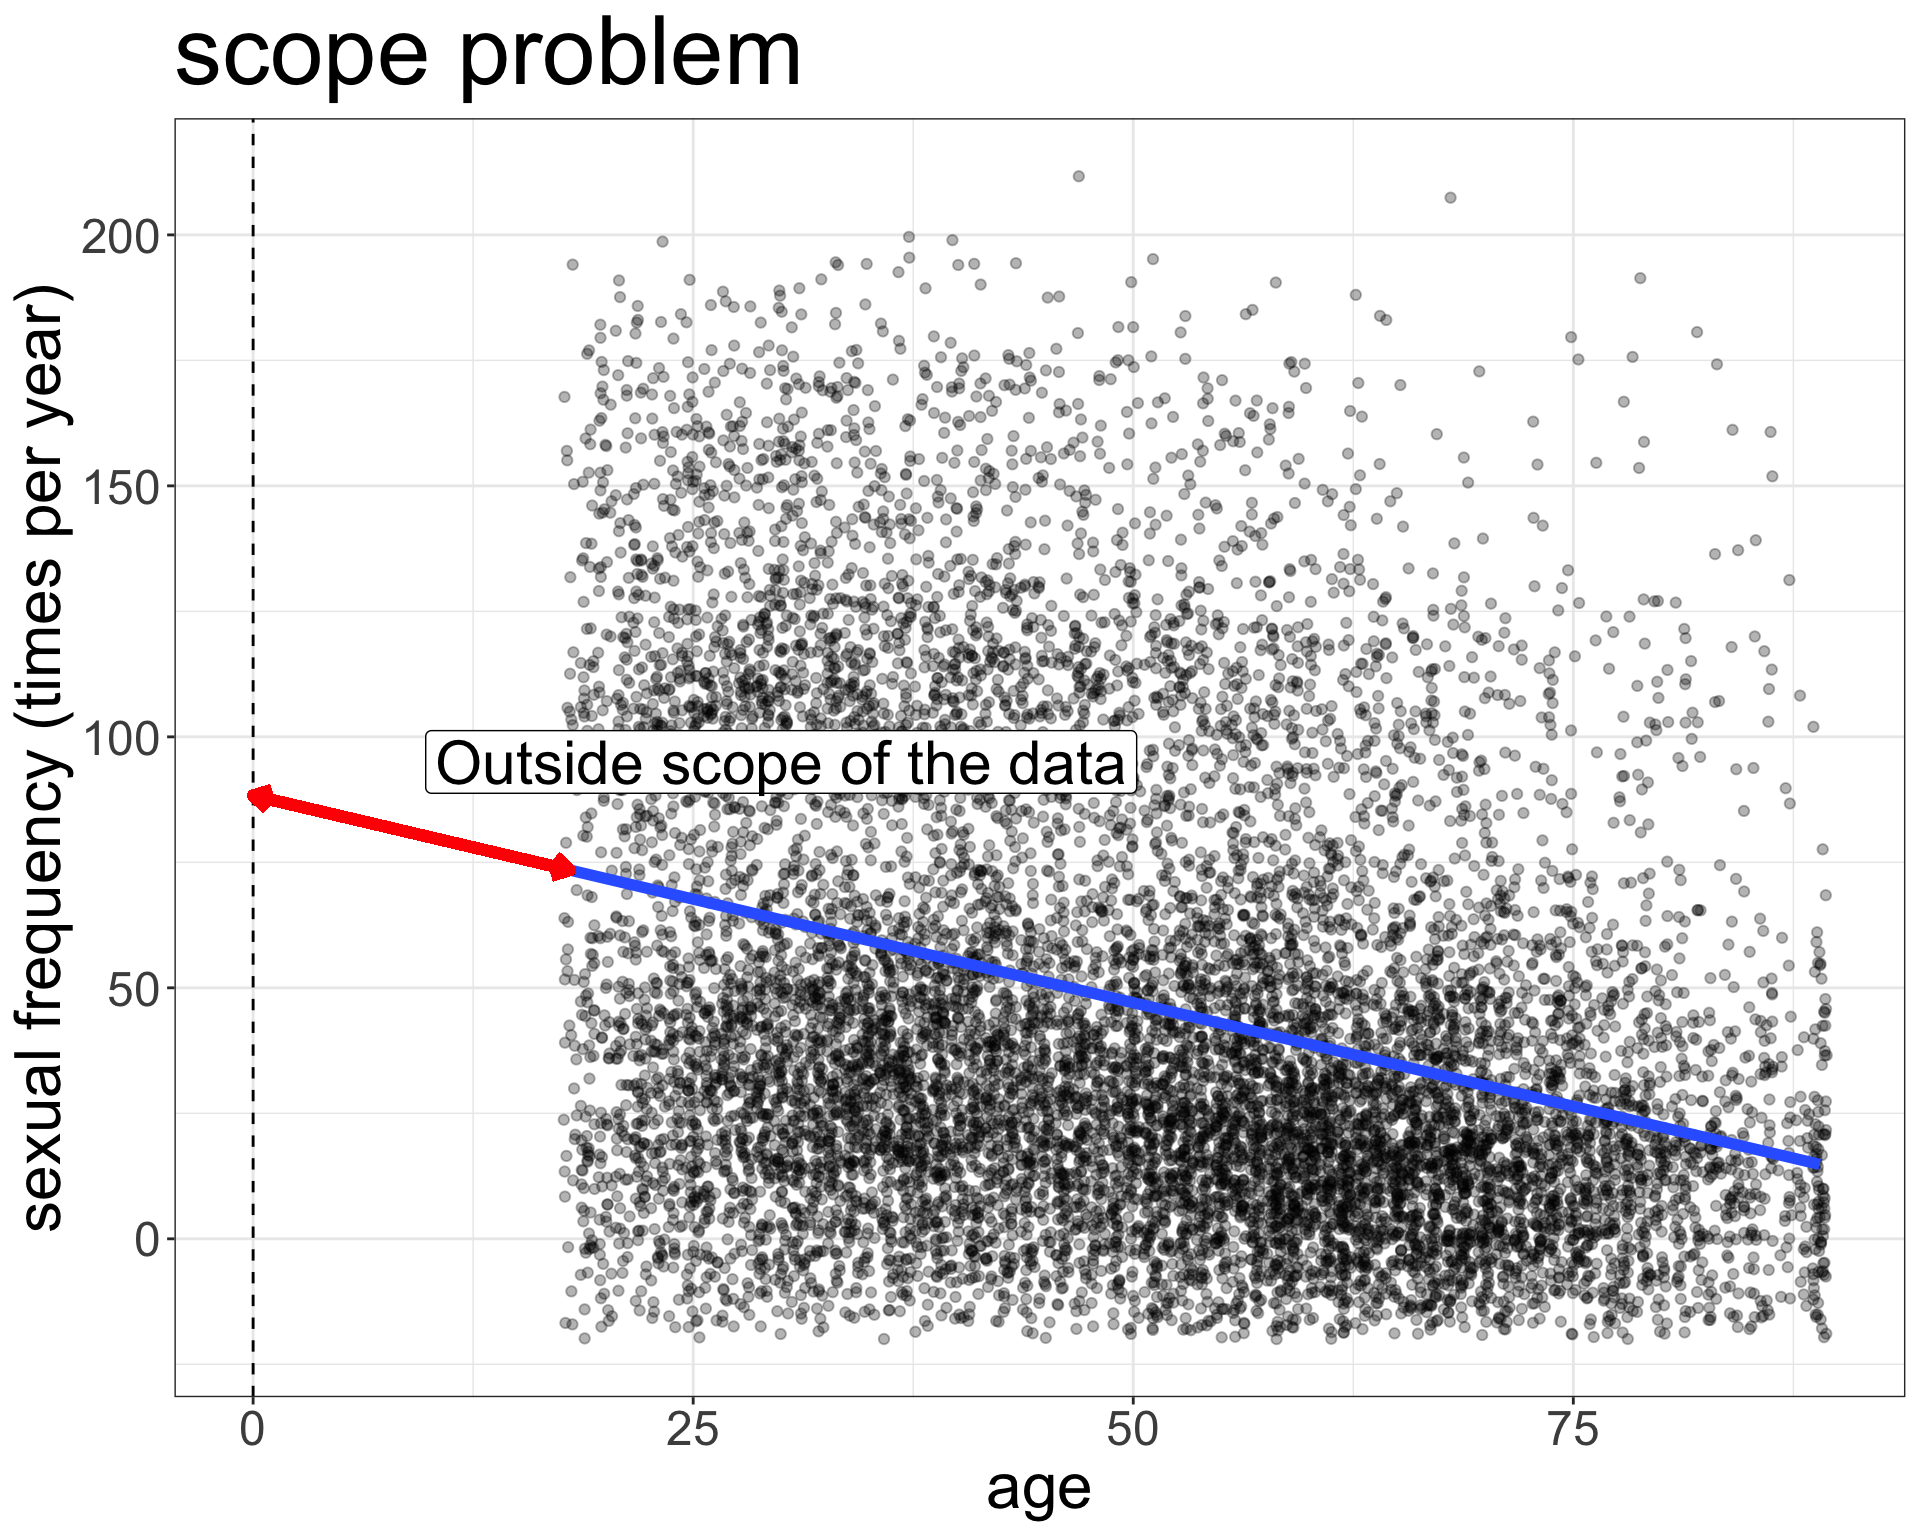 scope problem
200
150
100
50
0
sexual frequency (times per year)
Outside scope of the data
0
25
50
75
age